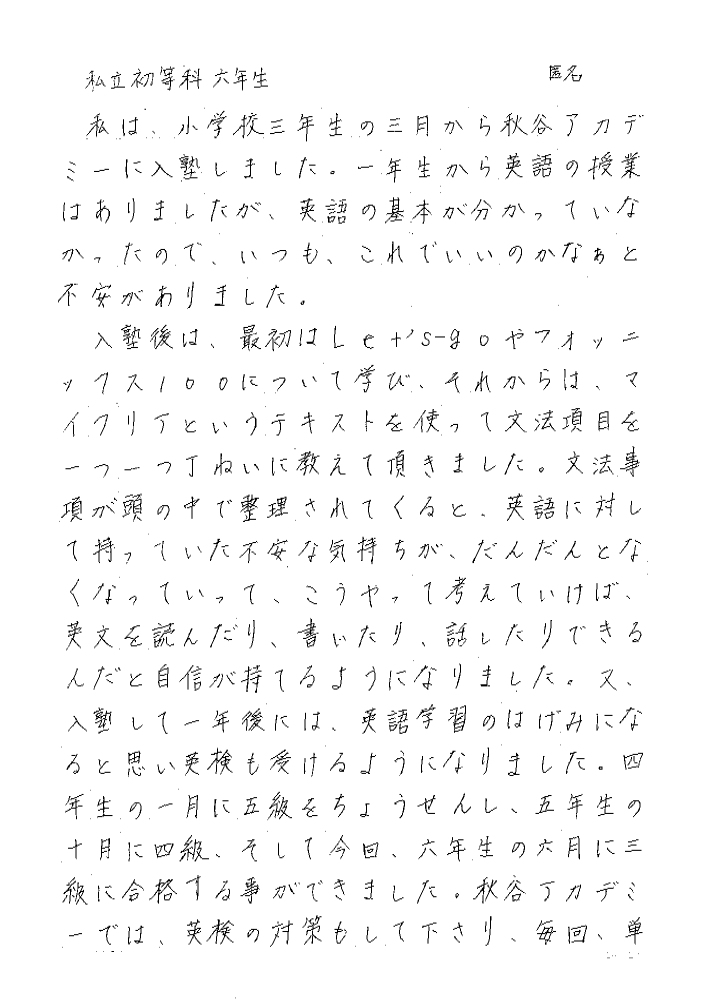 私立初等科六年生 匿名
私は、小学校三年生の三月から秋谷アカデ
ミーに入塾しました。一年生から英語の授業
はありましたが、英語の基本が分かっていな
かったので、いつも、これでいいのかなぁと
不安がありました。
入塾後は、最初はLet's-goやフォッニ
ックス100について学び、それからは、マ
イクリアというテキストを使って文法項目を
一つ一つ丁ねいに教えて頂きました。文法事
項が頭の中で整理されてくると、英語に対し
て持っていた不安な気持ちが、だんだんとな
くなっていって、こうやって考えていけば、
英文を読んだり、書いたり、話したりできる
んだと自信が持てるようになりました。又、
入塾して一年後には、英語学習のはげみにな
ると思い英検も受けるようになりました。四
年生の一月に五級をちょうせんし、五年生の
十月に四級、そして今回、六年生の六月に三
級に合格する事ができました。秋谷アカデミ
ーでは、英検の対策もして下さり、毎回、単